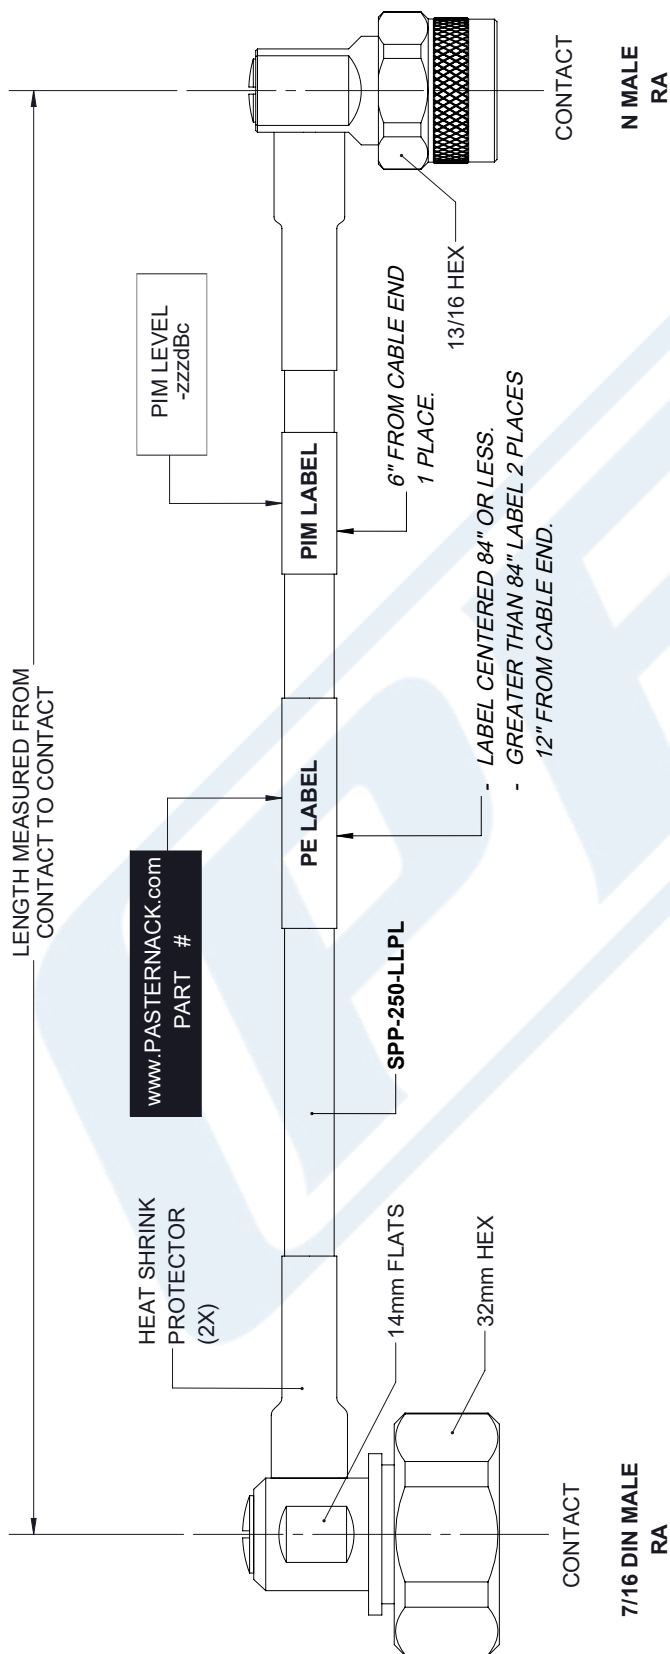 LENGTH MEASURED FROM
CONTACT TO CONTACT
HEAT SHRINK
PROTECTOR
(2X)
www.PASTERNACK.com
PART #
PIM LEVEL
-zzzdBc
PE LABEL
PIM LABEL
14mm FLATS
32mm HEX
SPP-250-LLPL
- LABEL CENTERED 84" OR LESS.
- GREATER THAN 84" LABEL 2 PLACES
12" FROM CABLE END.
6" FROM CABLE END
1 PLACE.
13/16 HEX
CONTACT
7/16 DIN MALE
RA
CONTACT
N MALE
RA